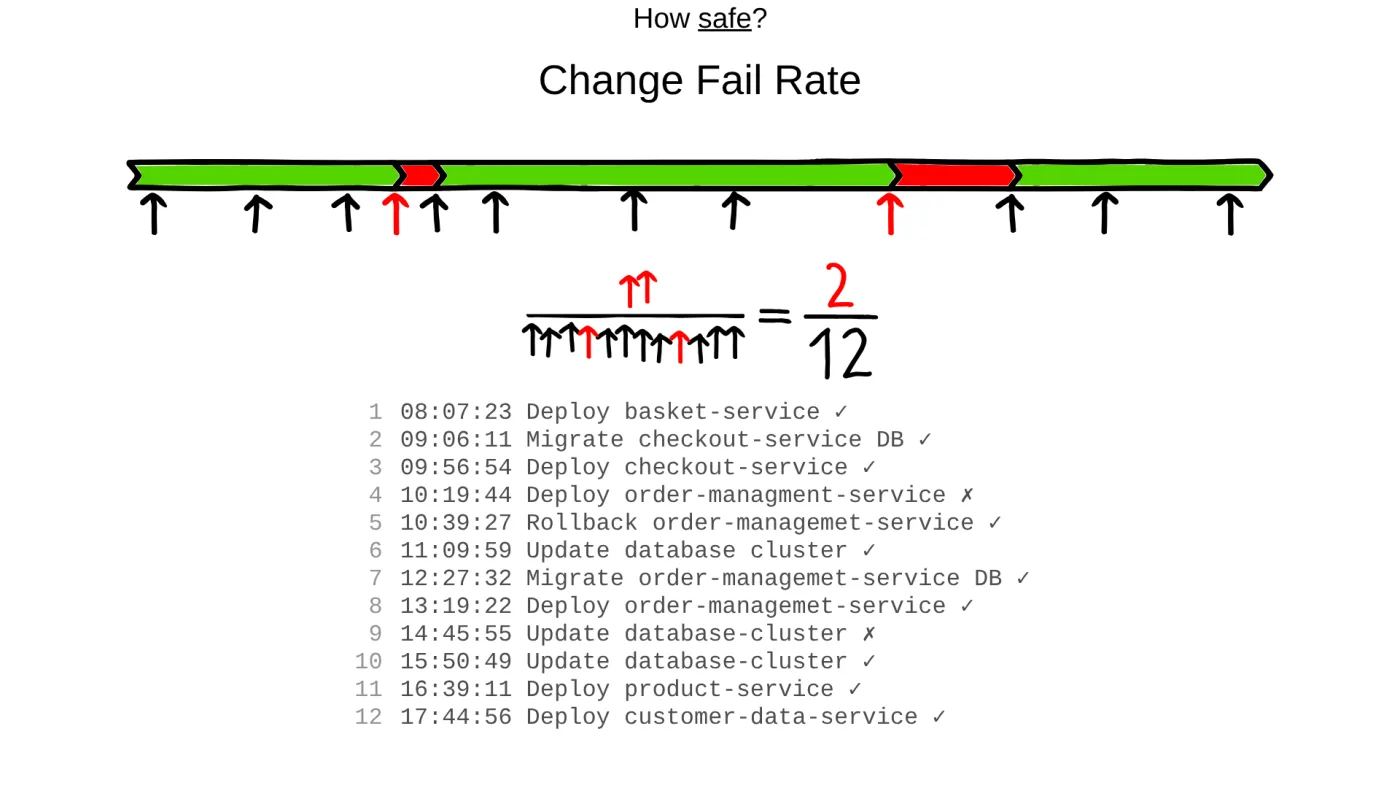 How safe?
Change Fail Rate
= 2
12
1 08:07:23 Deploy basket-service ✓
2 09:06:11 Migrate checkout-service DB ✓
3 09:56:54 Deploy checkout-service ✓
4 10:19:44 Deploy order-managment-service ✗
5 10:39:27 Rollback order-managemet-service ✓
6 11:09:59 Update database cluster ✓
7 12:27:32 Migrate order-managemet-service DB ✓
8 13:19:22 Deploy order-managemet-service ✓
9 14:45:55 Update database-cluster ✗
10 15:50:49 Update database-cluster ✓
11 16:39:11 Deploy product-service ✓
12 17:44:56 Deploy customer-data-service ✓